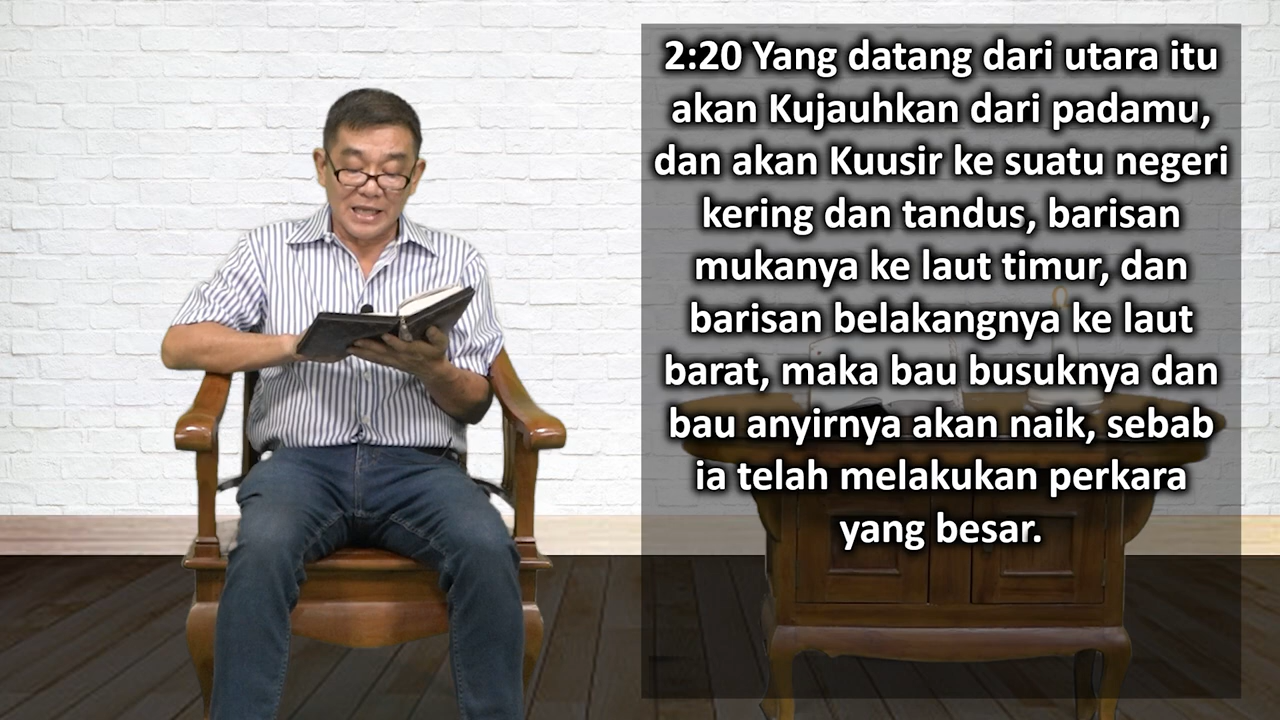 2:20 Yang datang dari utara itu
akan Kujauhkan dari padamu,
dan akan Kuusir ke suatu negeri
kering dan tandus, barisan
mukanya ke laut timur, dan
barisan belakangnya ke laut
barat, maka bau busuknya dan
bau anyirnya akan naik, sebab
ia telah melakukan perkara
yang besar.